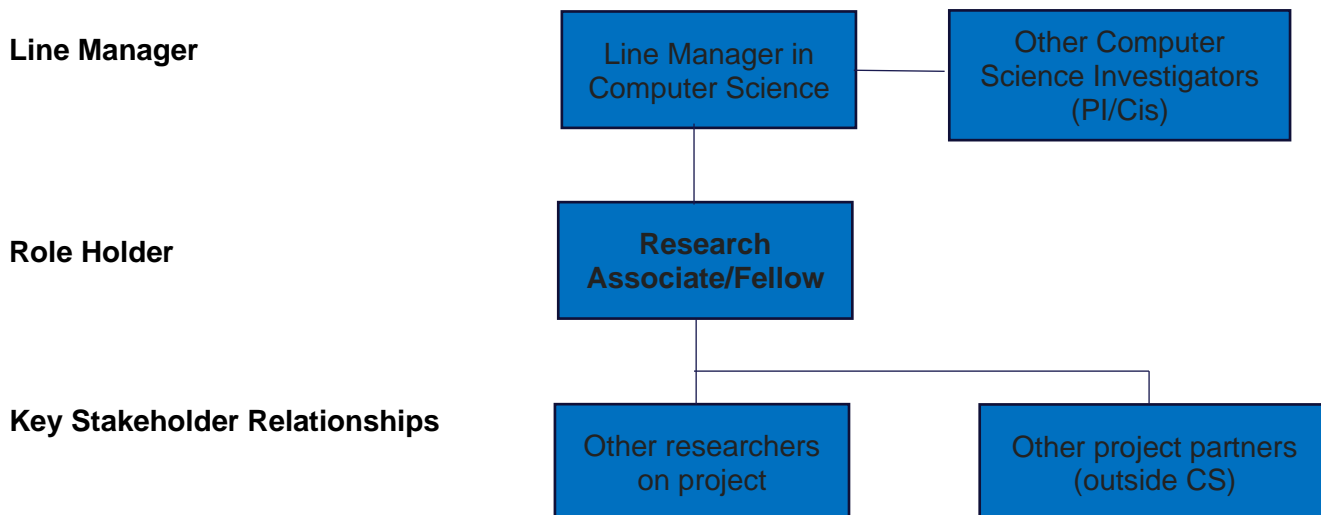 Line Manager
Line Manager in
Computer Science
Other Computer
Science Investigators
(PI/Cis)
Role Holder
Research
Associate/Fellow
Key Stakeholder Relationships
Other researchers
on project
Other project partners
(outside CS)